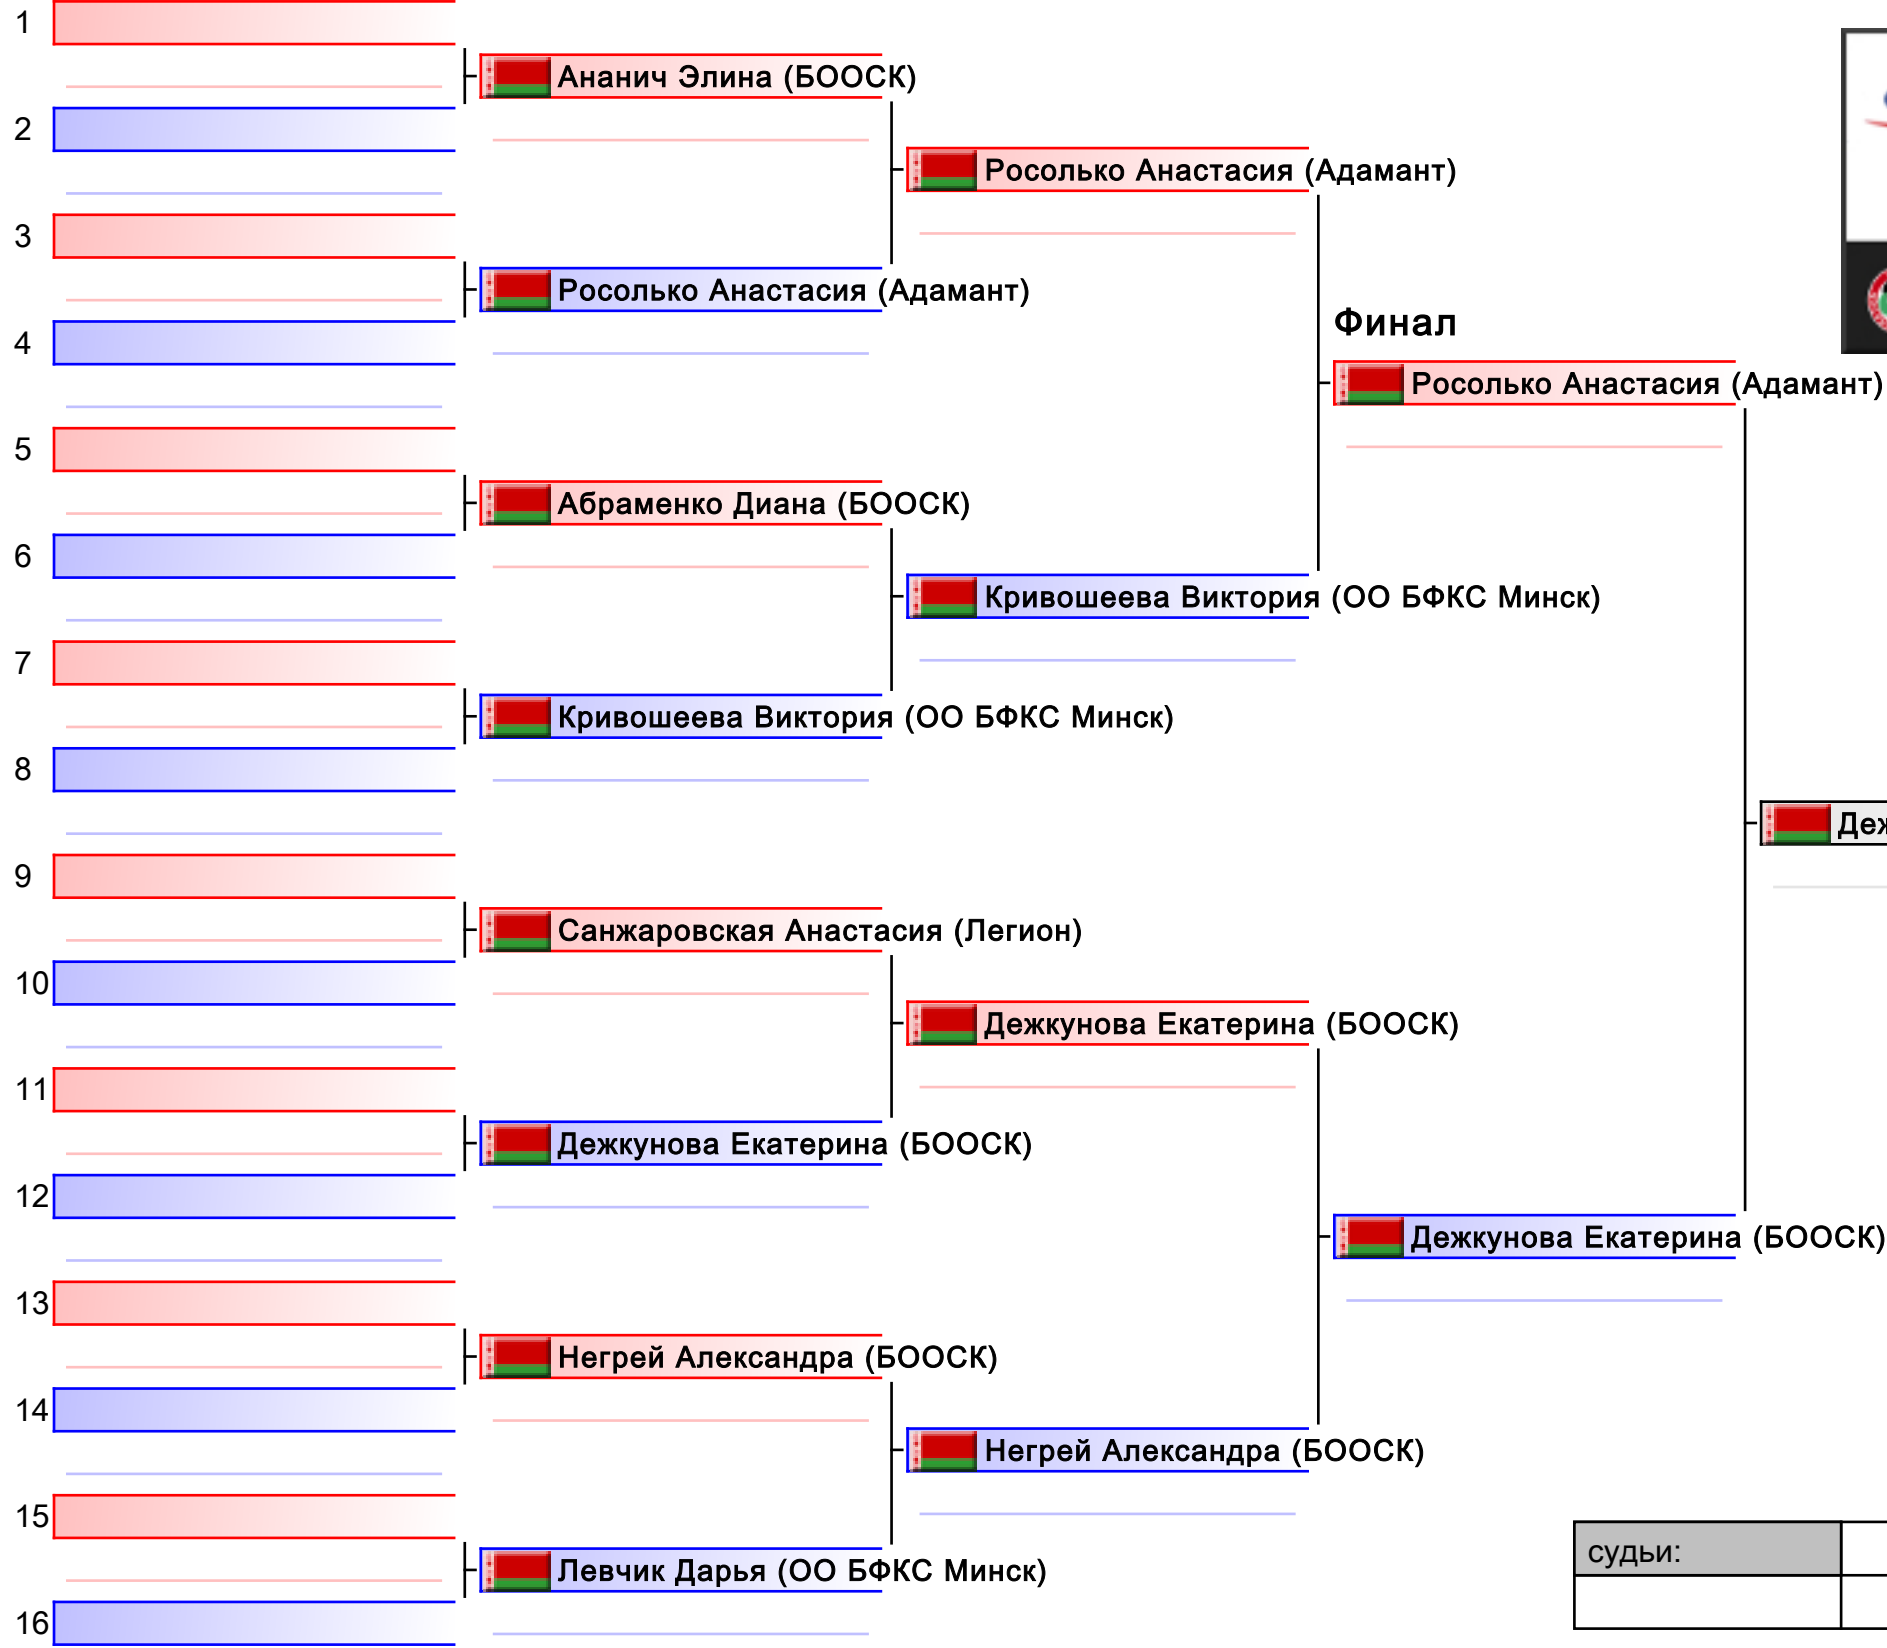 1
Ананич Элина (БООСК)
2
Росолько Анастасия (Адамант)
3
Росолько Анастасия (Адамант)
Финал
4
Росолько Анастасия (Адамант)
5
Абраменко Диана (БООСК)
6
Кривошеева Виктория (ОО БФКС Минск)
7
Кривошеева Виктория (ОО БФКС Минск)
8
9
Санжаровская Анастасия (Легион)
10
Дежкунова Екатерина (БООСК)
11
Дежкунова Екатерина (БООСК)
12
Дежкунова Екатерина (БООСК)
13
Негрей Александра (БООСК)
14
Негрей Александра (БООСК)
15
судьи:
Левчик Дарья (ОО БФКС Минск)
16